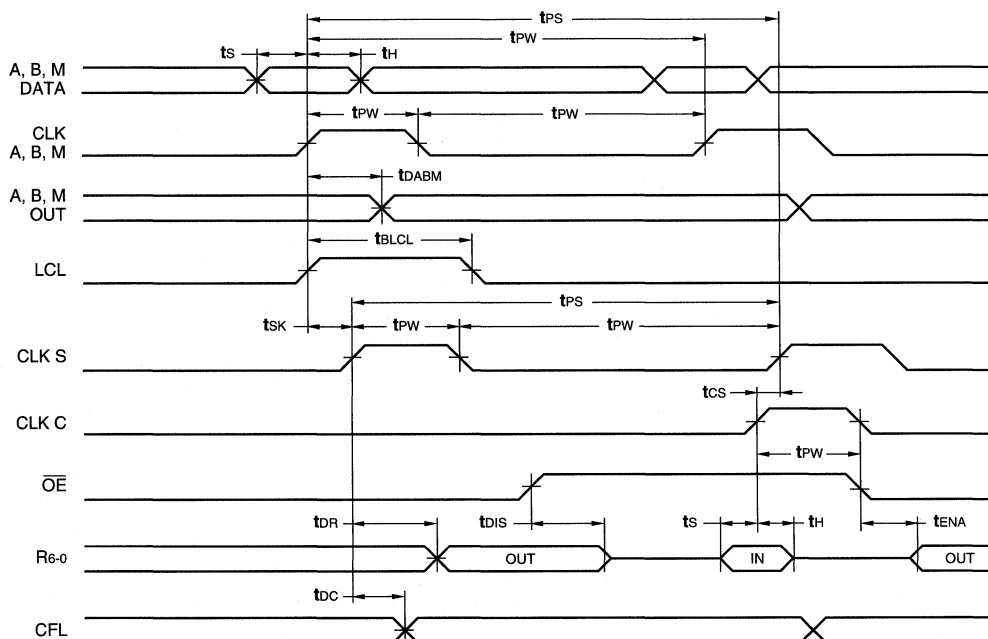 tPS
tPW
tS tH
A, B, M
DATA
tPW tPW
CLK
A, B, M
tDABM
A, B, M
OUT
tBLCL
LCL
tPS
tSK tPW tPW
CLK S
tCS
CLK C
tPW
OE
tDR tDIS tS tH tENA
R6-0 OUT IN OUT
tDC
CFL